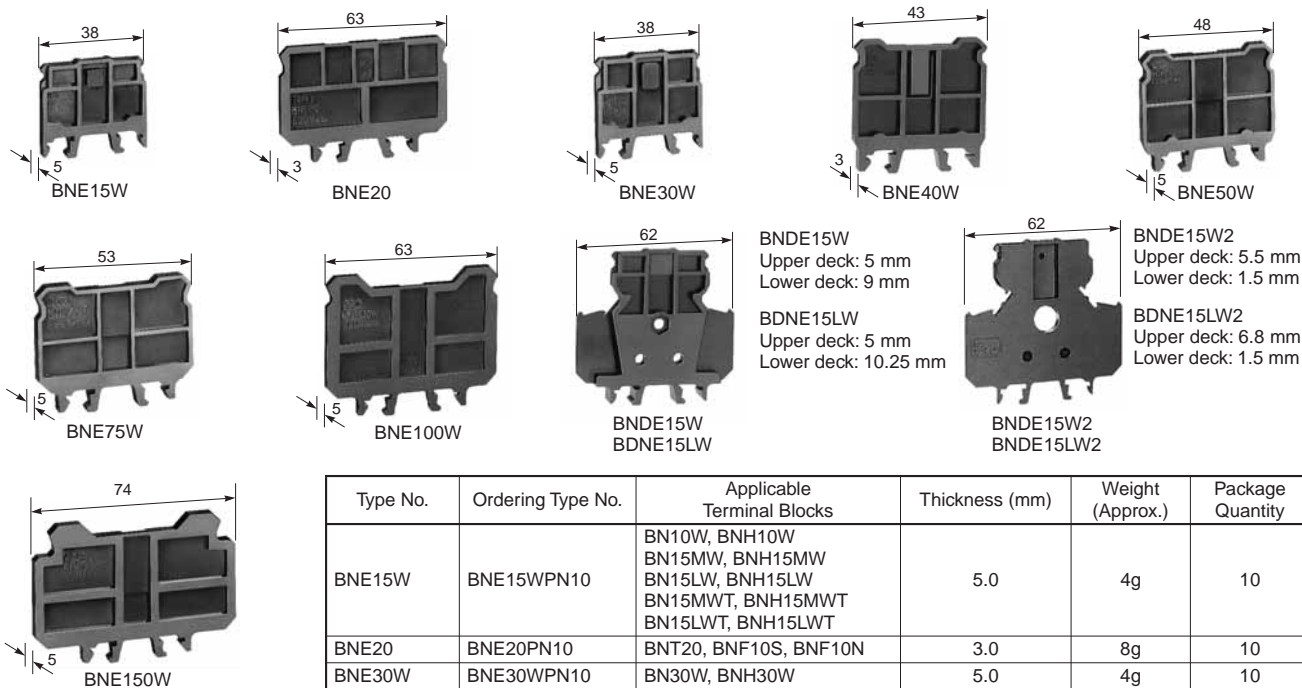 38
5
BNE15W
63
3
BNE20
38
5
BNE30W
43
3
BNE40W
48
5
BNE50W
53
5
BNE75W
63
5
BNE100W
62
BNDE15W
BDNE15LW
BNDE15W
Upper deck: 5 mm
Lower deck: 9 mm
BDNE15LW
Upper deck: 5 mm
Lower deck: 10.25 mm
62
BNDE15W2
BNDE15LW2
BNDE15W2
Upper deck: 5.5 mm
Lower deck: 1.5 mm
BDNE15LW2
Upper deck: 6.8 mm
Lower deck: 1.5 mm
74
5
BNE150W
Type No. Ordering Type No. Applicable Terminal Blocks Thickness (mm) Weight (Approx.) Package Quantity
BNE15W BNE15WPN10 BN10W, BNH10W
BN15MW, BNH15MW
BN15LW, BNH15LW 5.0 4g 10
BN15MWT, BNH15MWT
BN15LWT, BNH15LWT
BNE20 BNE20PN10 BNT20, BNF10S, BNF10N 3.0 8g 10
BNE30W BNE30WPN10 BN30W, BNH30W 5.0 4g 10